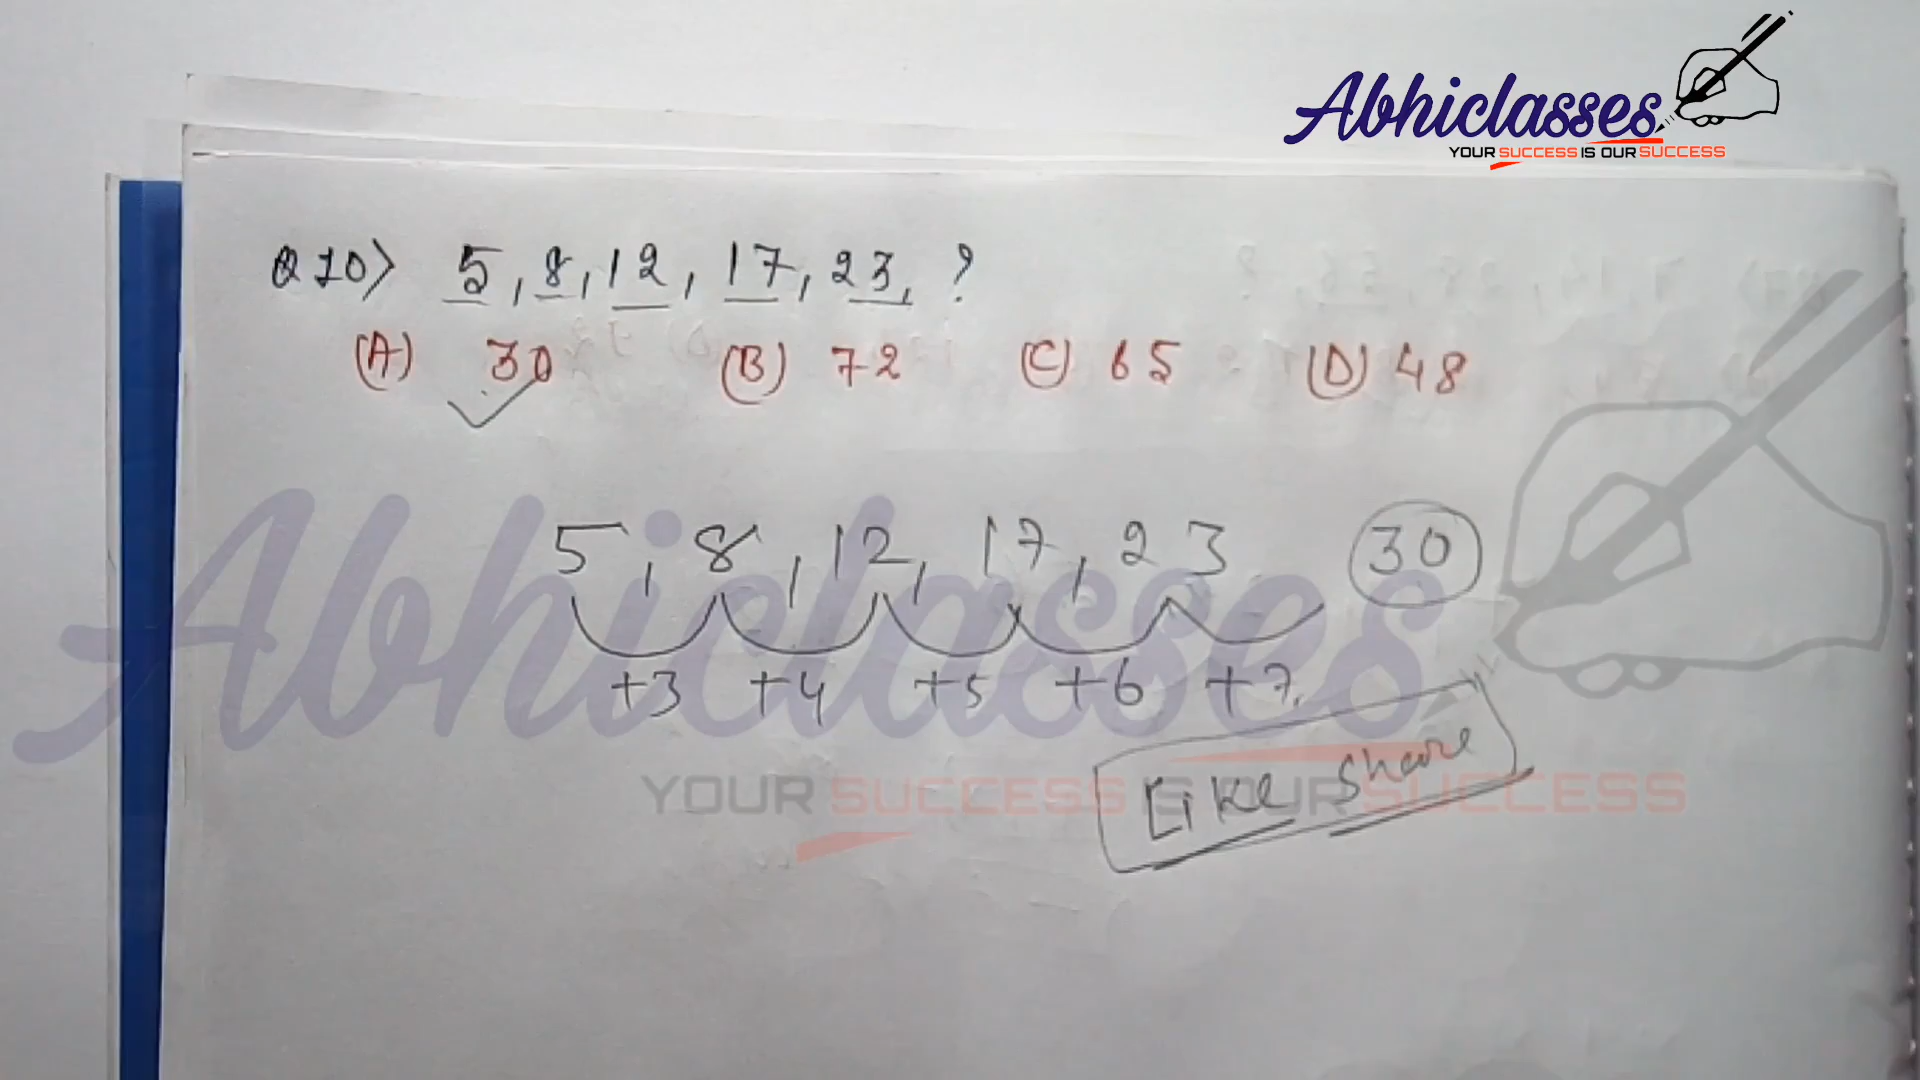 Abhiclasses
YOUR SUCCESS IS OUR SUCCESS
Q10> 5, 8, 12, 17, 23, ?
(A) 30 (B) 72 (C) 65 (D) 48
5, 8, 12, 17, 23 30
+3 +4 +5 +6 +7
Abhiclasses
YOUR SUCCESS IS OUR SUCCESS
Like Share